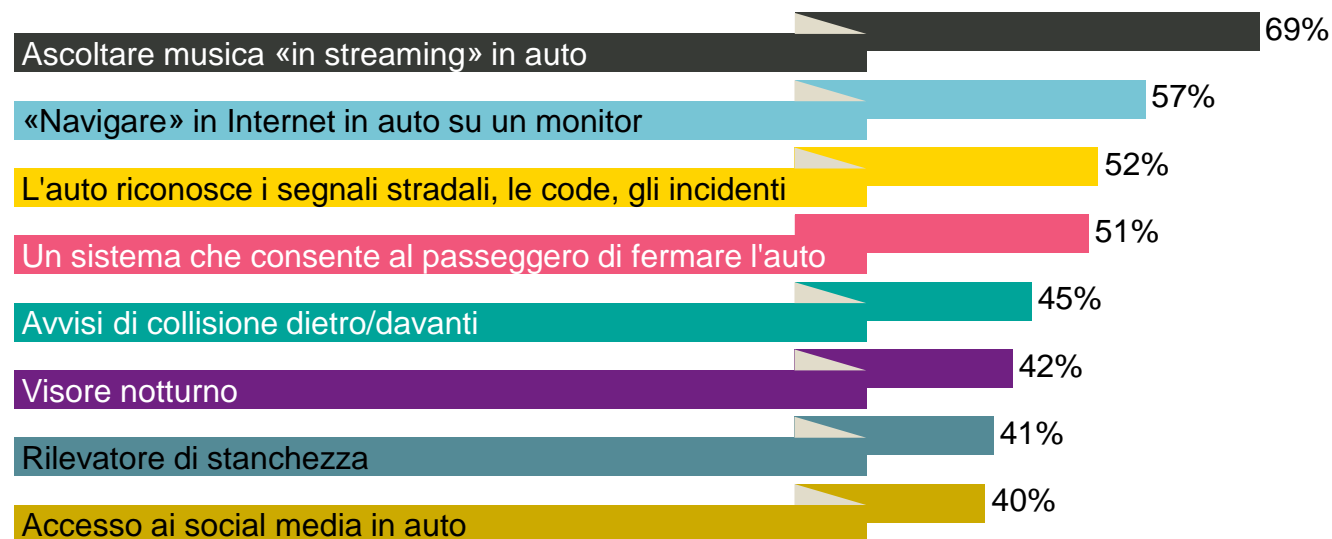 Ascoltare musica «in streaming» in auto 69%
«Navigare» in Internet in auto su un monitor 57%
L'auto riconosce i segnali stradali, le code, gli incidenti 52%
Un sistema che consente al passeggero di fermare l'auto 51%
Avvisi di collisione dietro/davanti 45%
Visore notturno 42%
Rilevatore di stanchezza 41%
Accesso ai social media in auto 40%